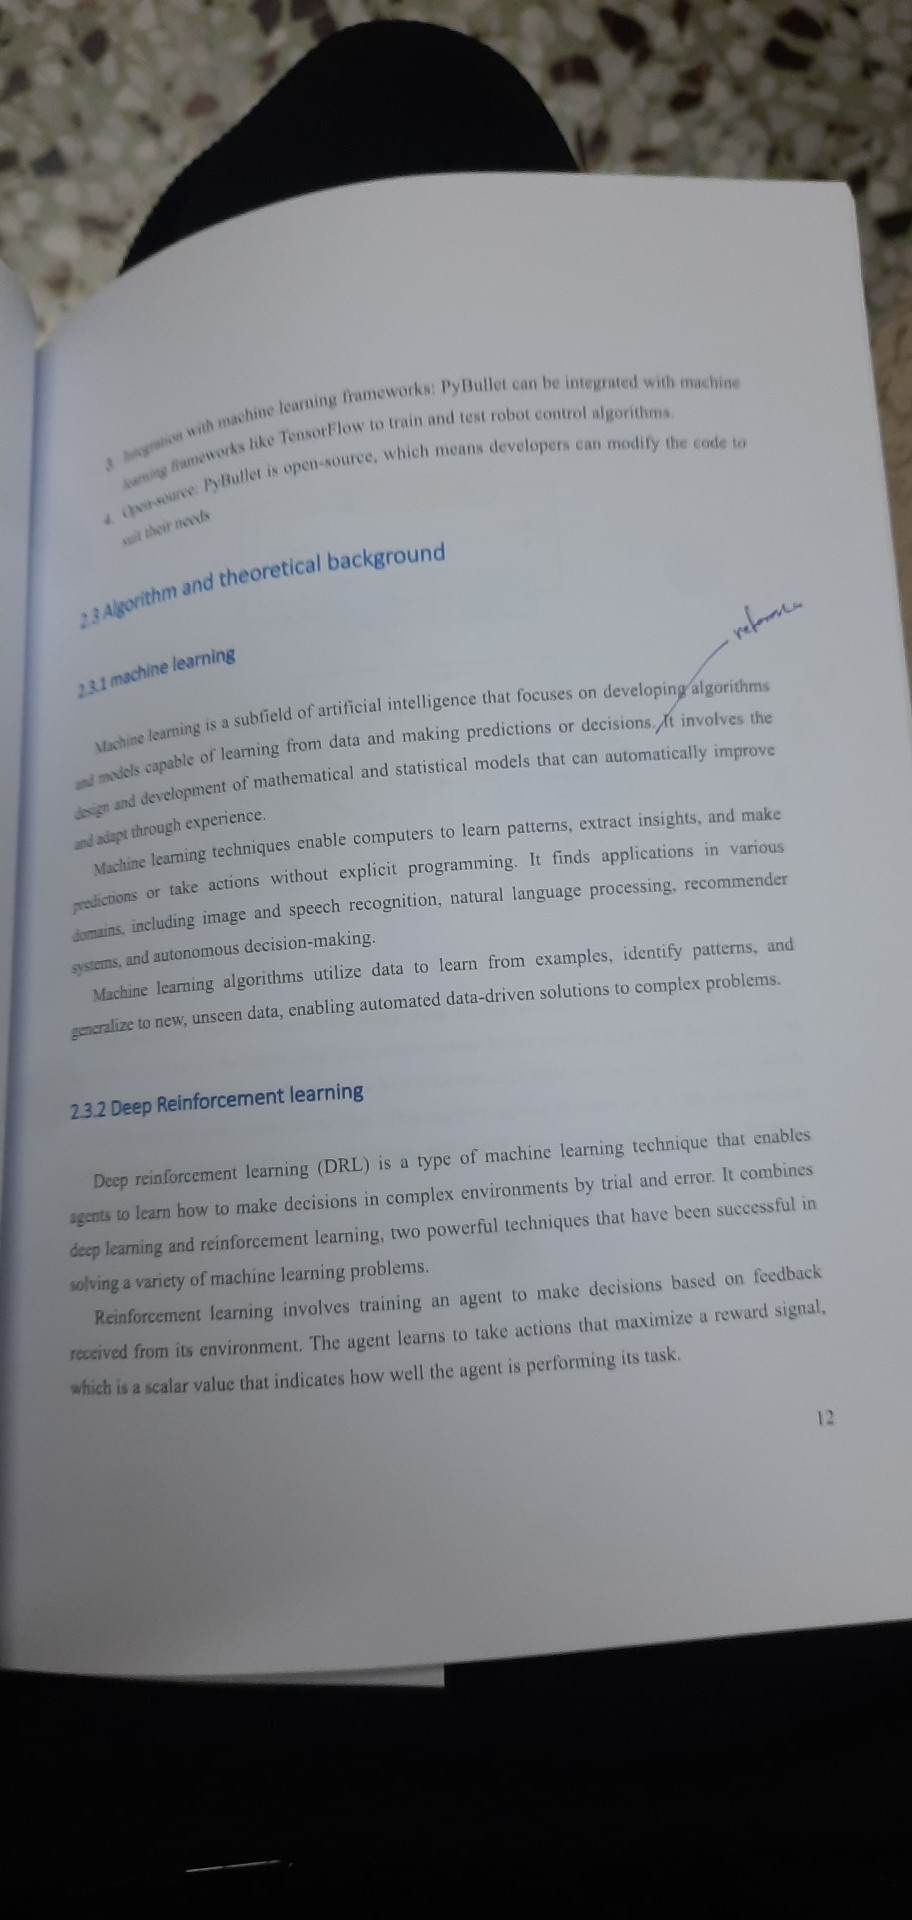 3. Integration with machine learning frameworks: PyBullet can be integrated with machine
learning frameworks like TensorFlow to train and test robot control algorithms.
4. Open-source: PyBullet is open-source, which means developers can modify the code to
suit their needs
2.3 Algorithm and theoretical background
2.3.1 machine learning
Machine learning is a subfield of artificial intelligence that focuses on developing algorithms
and models capable of learning from data and making predictions or decisions. It involves the
design and development of mathematical and statistical models that can automatically improve
and adapt through experience.
Machine learning techniques enable computers to learn patterns, extract insights, and make
predictions or take actions without explicit programming. It finds applications in various
domains, including image and speech recognition, natural language processing, recommender
systems, and autonomous decision-making.
Machine learning algorithms utilize data to learn from examples, identify patterns, and
generalize to new, unseen data, enabling automated data-driven solutions to complex problems.
2.3.2 Deep Reinforcement learning
Deep reinforcement learning (DRL) is a type of machine learning technique that enables
agents to learn how to make decisions in complex environments by trial and error. It combines
deep learning and reinforcement learning, two powerful techniques that have been successful in
solving a variety of machine learning problems.
Reinforcement learning involves training an agent to make decisions based on feedback
received from its environment. The agent learns to take actions that maximize a reward signal,
which is a scalar value that indicates how well the agent is performing its task.
12